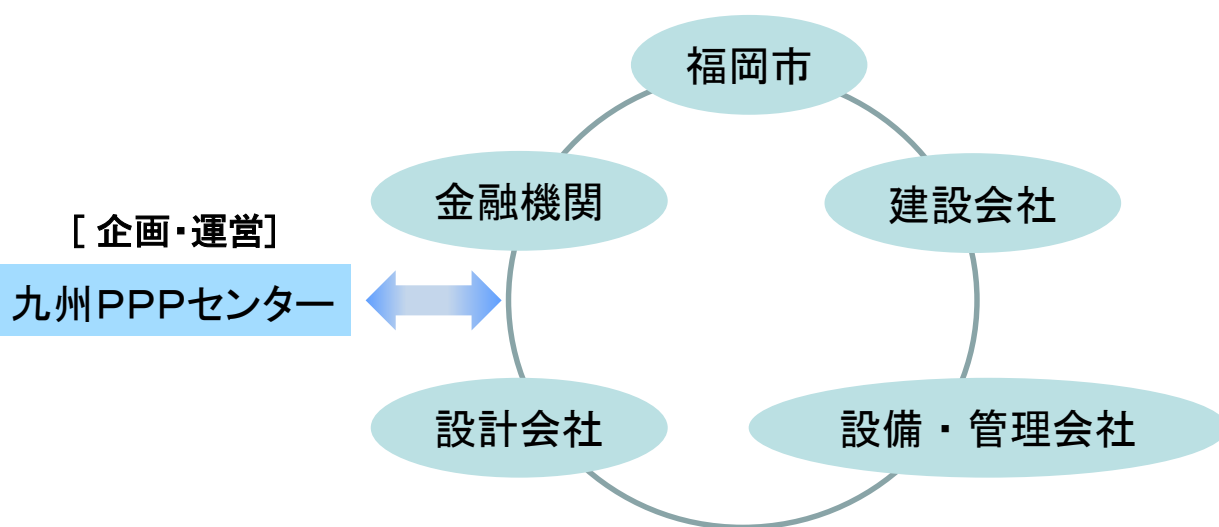 福岡市
金融機関
建設会社
[ 企画・運営]
九州ＰＰＰセンター
設計会社
設備・管理会社